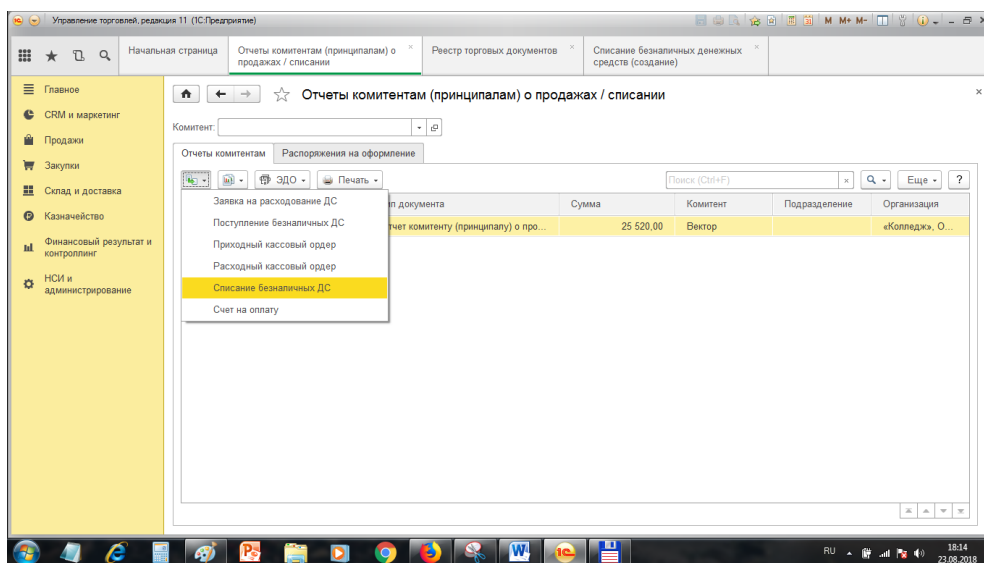 Управление торговлей, редакция 11 (1С:Предприятие)
M M+ M-
Начальная страница
Отчеты комитентам (принципалам) о продажах / списании
Реестр торговых документов
Списание безналичных денежных средств (создание)
Главное
CRM и маркетинг
Продажи
Закупки
Склад и доставка
Казначейство
Финансовый результат и контроллинг
НСИ и администрирование
Отчеты комитентам (принципалам) о продажах / списании
Комитент:
Отчеты комитентам
Распоряжения на оформление
ЭДО
Печать
Поиск (Ctrl+F)
Еще
?
ип документа
Сумма
Комитент
Подразделение
Организация
тчет комитенту (принципалу) о про...
25 520,00
Вектор
«Колледж», О...
Заявка на расходование ДС
Поступление безналичных ДС
Приходный кассовый ордер
Расходный кассовый ордер
Списание безналичных ДС
Счет на оплату
RU
18:14
23.08.2018